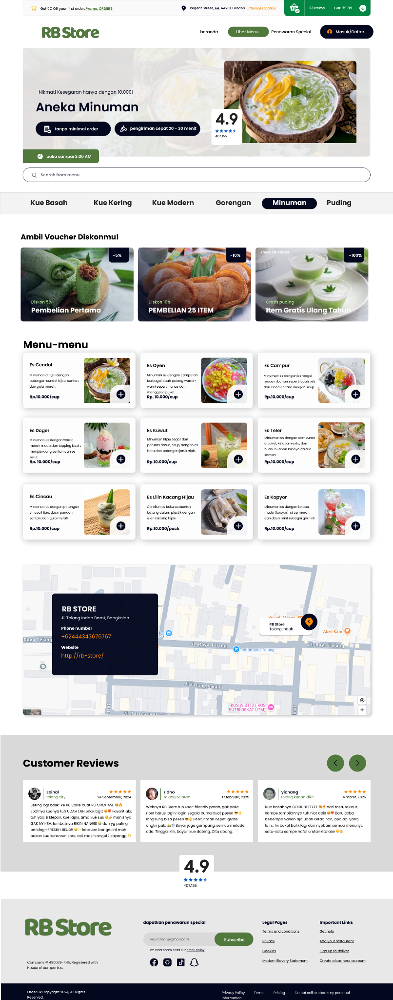 Get 5% Off your first order, Promo: ORDER5
Regent Street, A4, A4201, London Change Location
23 Items
GBP 79.89
RB Store
beranda
Lihat Menu
Penawaran Special
Masuk/Daftar
NIkmati Kesegaran hanya dengan 10.000!
Aneka Minuman
tanpa minimal order
pengiriman cepat 20 - 30 menit
4.9
407,155
buka sampai 3:00 AM
Search from menu...
Kue Basah
Kue Kering
Kue Modern
Gorengan
Minuman
Puding
Ambil Voucher Diskonmu!
-5%
Diskon 5%
Pembelian Pertama
-10%
Diskon 10%
PEMBELIAN 25 ITEM
khusus member
-100%
Gratis puding
Item Gratis Ulang Tahun
Menu-menu
Es Cendol
Minuman dingin dengan
potongan cendol hijau, santan,
dan gula merah.
Rp.10.000/cup
Es Oyen
Minuman es dengan campuran
berbagai buah potong warna-
warni seperti nanas dan
mangga, alpukat
Rp. 10.000/cup
Es Campur
Minuman es dengan berbagai
macam bahan seperti buah, jeli,
dan cincau hitam dengan sirup
Rp.10.000/cup
Es Doger
Minuman es dengan warna
merah muda dan topping buah,
mengandung santan dan es
serut.
Rp. 10.000/cup
Es Kuwut
Minuman hijau segar dari
parutan timun, sirup, dengan es
batu dan potongan jeruk nipis.
Rp.10.000/cup
Es Teler
Minuman es dengan campuran
alpukat, kelapa muda, dan
buah-buahan lainnya dalam
santan
Rp.10.000/cup
Es Cincau
Minuman es dengan potongan
cincau hijau, daun pandan,
santan, dan gula merah
Rp.10.000/cup
Es Lilin Kacang Hijau
Camilan es beku berbentuk
batang dalam plastik dengan
isian kacang hijau
Rp.10.000/pack
Es Kopyor
Minuman es dengan kelapa
muda (kopyor), sirup merah,
dan daun mint sebagai garnish
Rp.10.000/cup
RB STORE
Jl. Telang Indah Barat, Bangkalan
Phone number
+62444343676767
Website
http://rb-store/
Rumah Makan
RB Store
Telang Indah
Abell Kafe
Raya Telang
Jl. Raya Telang
Jl. Raya Telang
Indomaret Telang
Jl Telang Indah I
KOS WISTI 2 ( KOS
PUTRI DEKAT UTM)
Customer Reviews
seinal
telang city
24 September, 2024
Sering bgt balik² ke RB Store buat REPURCHASE 😆🔥
soalnya kuenya tuh UDAH LAH enak bgt 😩❤️ Favorit aku
tuh yaa si klepon, kue lapis, ama kue sus 😋🍡 manisnya
GAK NYIKSA, lembutnya BIKIN NANGIS 😭 dan yg paling
penting—FRESHH BEUD!! 😋✨ ketauan banget ini mah
bukan kue kemaren sore, asli masih anget2 sayangg 🫶
ridho
telang selatan
17 februari, 2025
Webnya RB Store tuh user-friendly parah, gak pake
ribet harus login-login segala cuma buat pesen 😎👌
langsung bisa pesen 😎👌 Pengiriman cepet, gratis
ongkir pula 🛵💨 Bayar juga gampang, semua metode
ada. Tinggal klik, bayar, kue dateng. Gitu doang.
yichang
telang kanan dikit
4 maret, 2025
Kue basahnya GOKIL BETTZZZ 🤯🔥 dari rasa, tekstur,
sampe tampilannya tuh niat abis 😭❤️ Baru coba
beberapa varian aja udah ketagihan, apalagi yang
lain... fix bakal balik lagi dan nyobain semua menunya
satu-satu sampe hafal urutan etalase 😤🍰
4.9
407,155
RB Store
Company # 490039-445, Registered with
House of companies.
dapatkan penawaran special
youremail@gmail.com
Subscribe
we wont spam, read our email policy
Legal Pages
Terms and conditions
Privacy
Cookies
Modern Slavery Statement
Important Links
Get help
Add your restaurant
Sign up to deliver
Create a business account
Order.uk Copyright 2024, All Rights
Reserved.
Privacy Policy
Terms
Pricing
Do not sell or share my personal
information